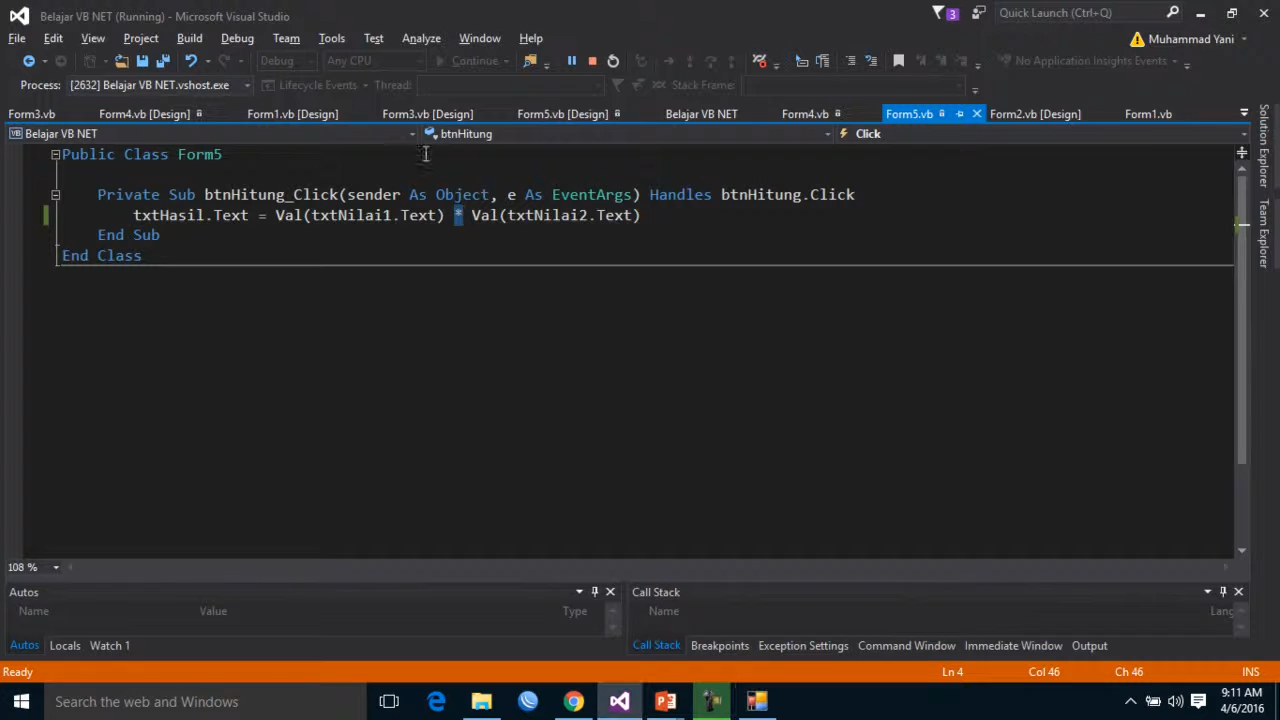 Belajar VB NET (Running) - Microsoft Visual Studio
3
Quick Launch (Ctrl+Q)
File Edit View Project Build Debug Team Tools Test Analyze Window Help
Muhammad Yani
Debug Any CPU Continue No Application Insights Events
Process: [2632] Belajar VB NET.vshost.exe Lifecycle Events Thread: Stack Frame:
Form3.vb Form4.vb [Design] Form1.vb [Design] Form3.vb [Design] Form5.vb [Design] Belajar VB NET Form4.vb Form5.vb Form2.vb [Design] Form1.vb
VB Belajar VB NET btnHitung Click
Public Class Form5
Private Sub btnHitung_Click(sender As Object, e As EventArgs) Handles btnHitung.Click
txtHasil.Text = Val(txtNilai1.Text) * Val(txtNilai2.Text)
End Sub
End Class
Solution Explorer
Team Explorer
108 %
Autos
Name Value Type
Autos Locals Watch 1
Call Stack
Name Lang
Call Stack Breakpoints Exception Settings Command Window Immediate Window Output
Ready Ln 4 Col 46 Ch 46 INS
Search the web and Windows
9:11 AM
4/6/2016